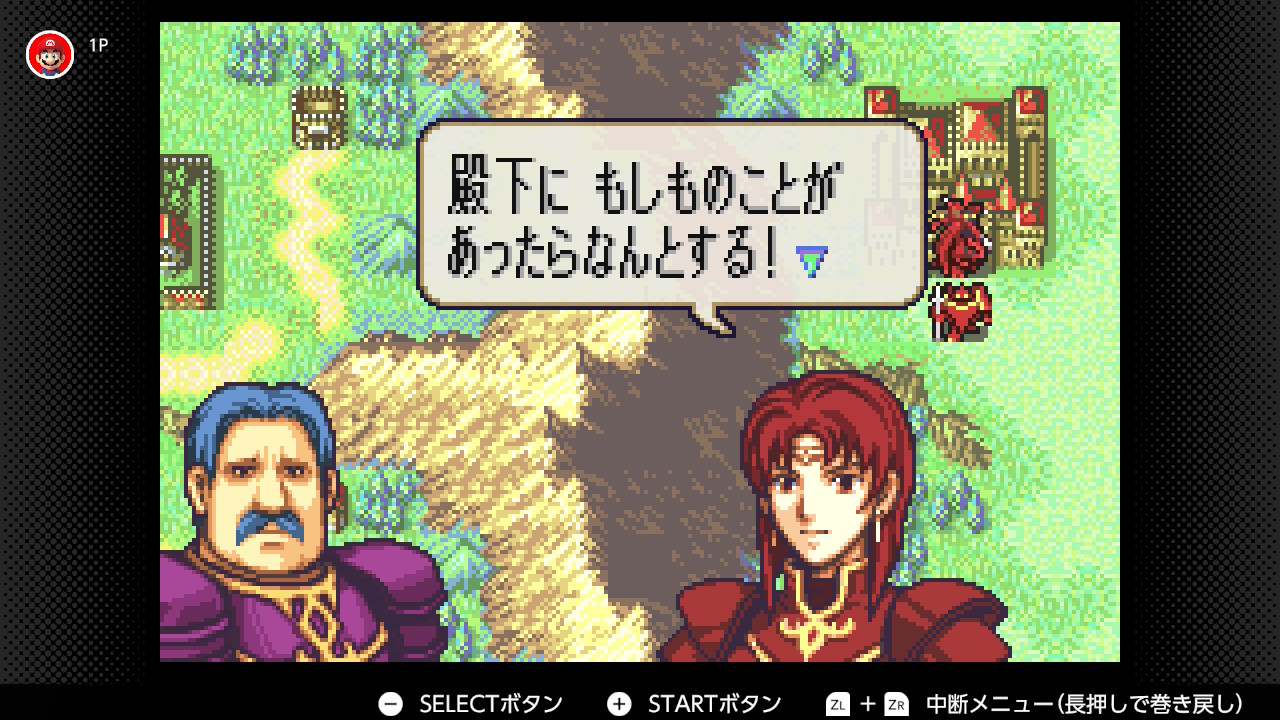 1P
殿下に もしものことが
あったらなんとする!
SELECTボタン STARTボタン ZL + ZR 中断メニュー(長押しで巻き戻し)